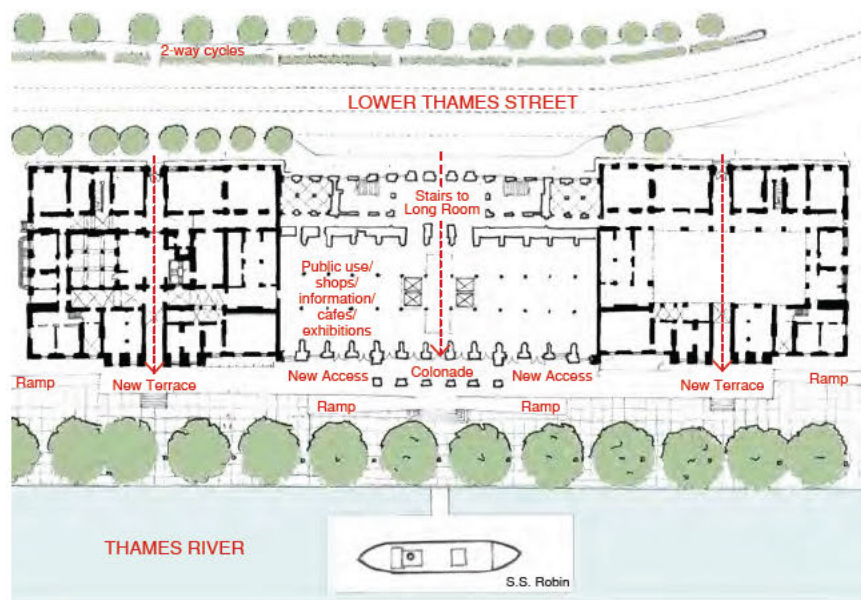 2-way cycles
LOWER THAMES STREET
Stairs to
Long Room
Public use/
shops/
information/
cafes/
exhibitions
New Access
Colonade
New Access
Ramp
New Terrace
New Terrace
Ramp
Ramp
Ramp
THAMES RIVER
S.S. Robin